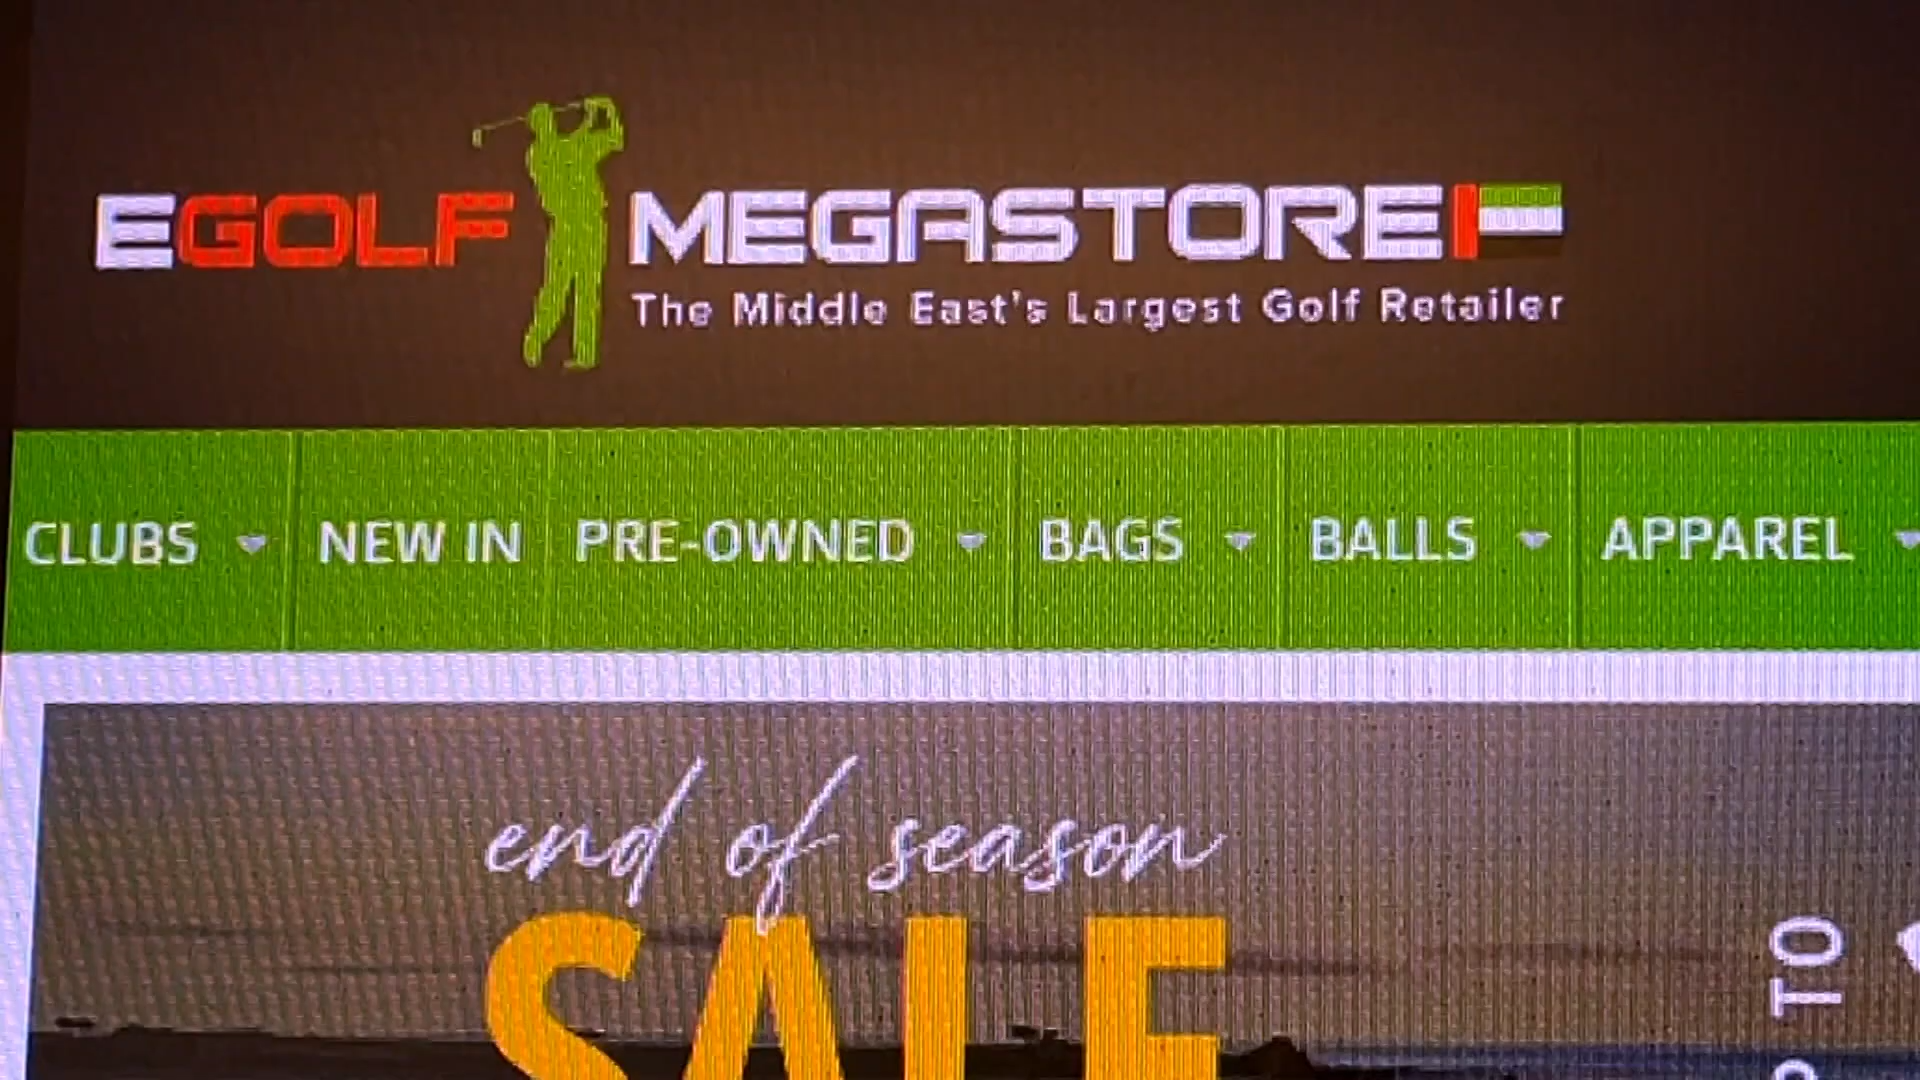 EGOLF MEGASTORE
The Middle East's Largest Golf Retailer
CLUBS NEW IN PRE-OWNED BAGS BALLS APPAREL
end of season
SALE
TO